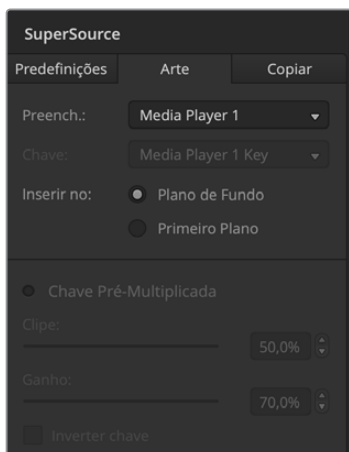 SuperSource
Predefinições Arte Copiar
Preench.: Media Player 1
Chave: Media Player 1 Key
Inserir no: Plano de Fundo
Primeiro Plano
Chave Pré-Multiplicada
Clipe:
50,0%
Ganho:
70,0%
Inverter chave